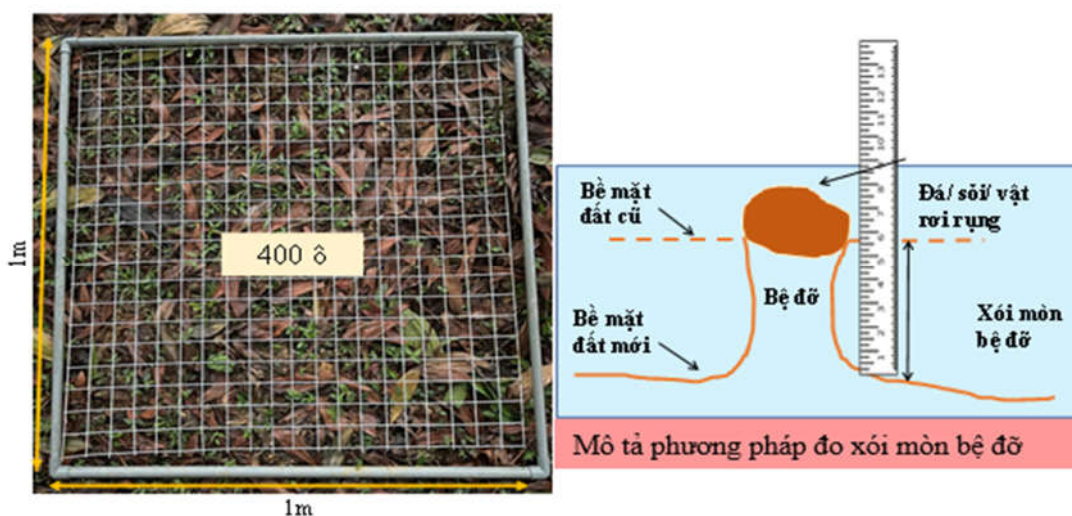 1m
400 ô
1m
Bề mặt
đất cũ
Đá/ sỏi/ vật
rơi rụng
Bệ đỡ
Bề mặt
đất mới
Xói mòn
bệ đỡ
Mô tả phương pháp đo xói mòn bệ đỡ